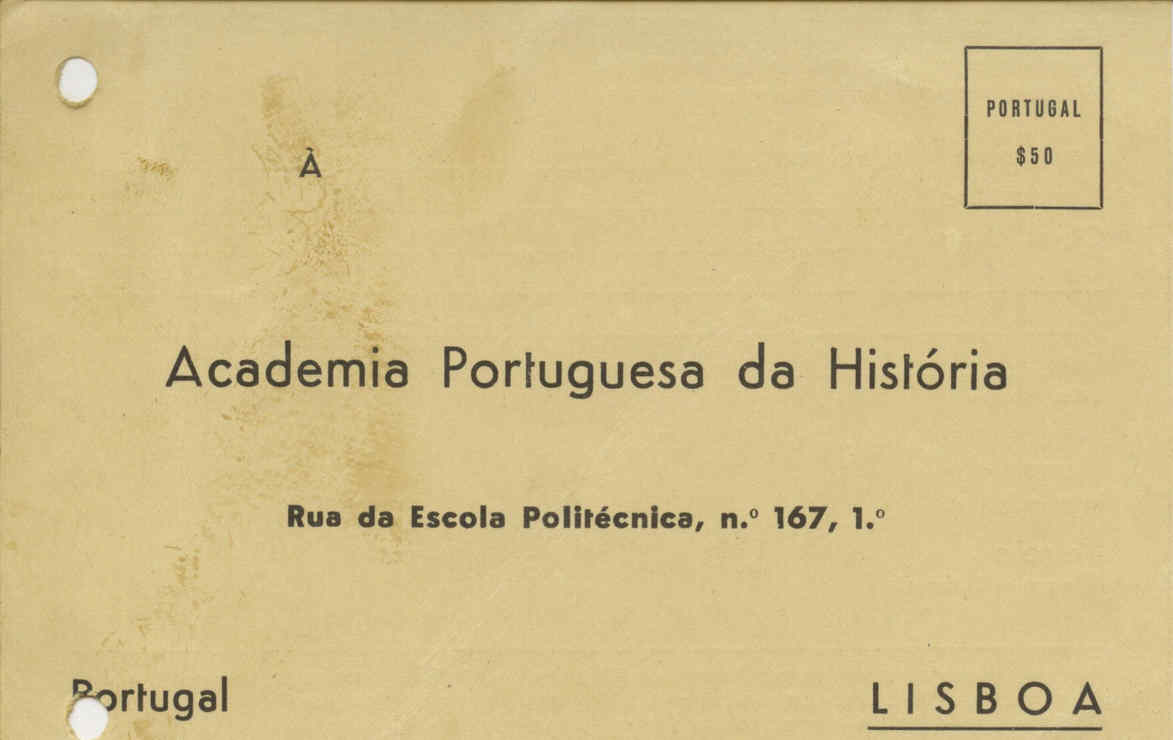 PORTUGAL
$50
À
Academia Portuguesa da História
Rua da Escola Politécnica, n.º 167, 1.º
Portugal
LISBOA